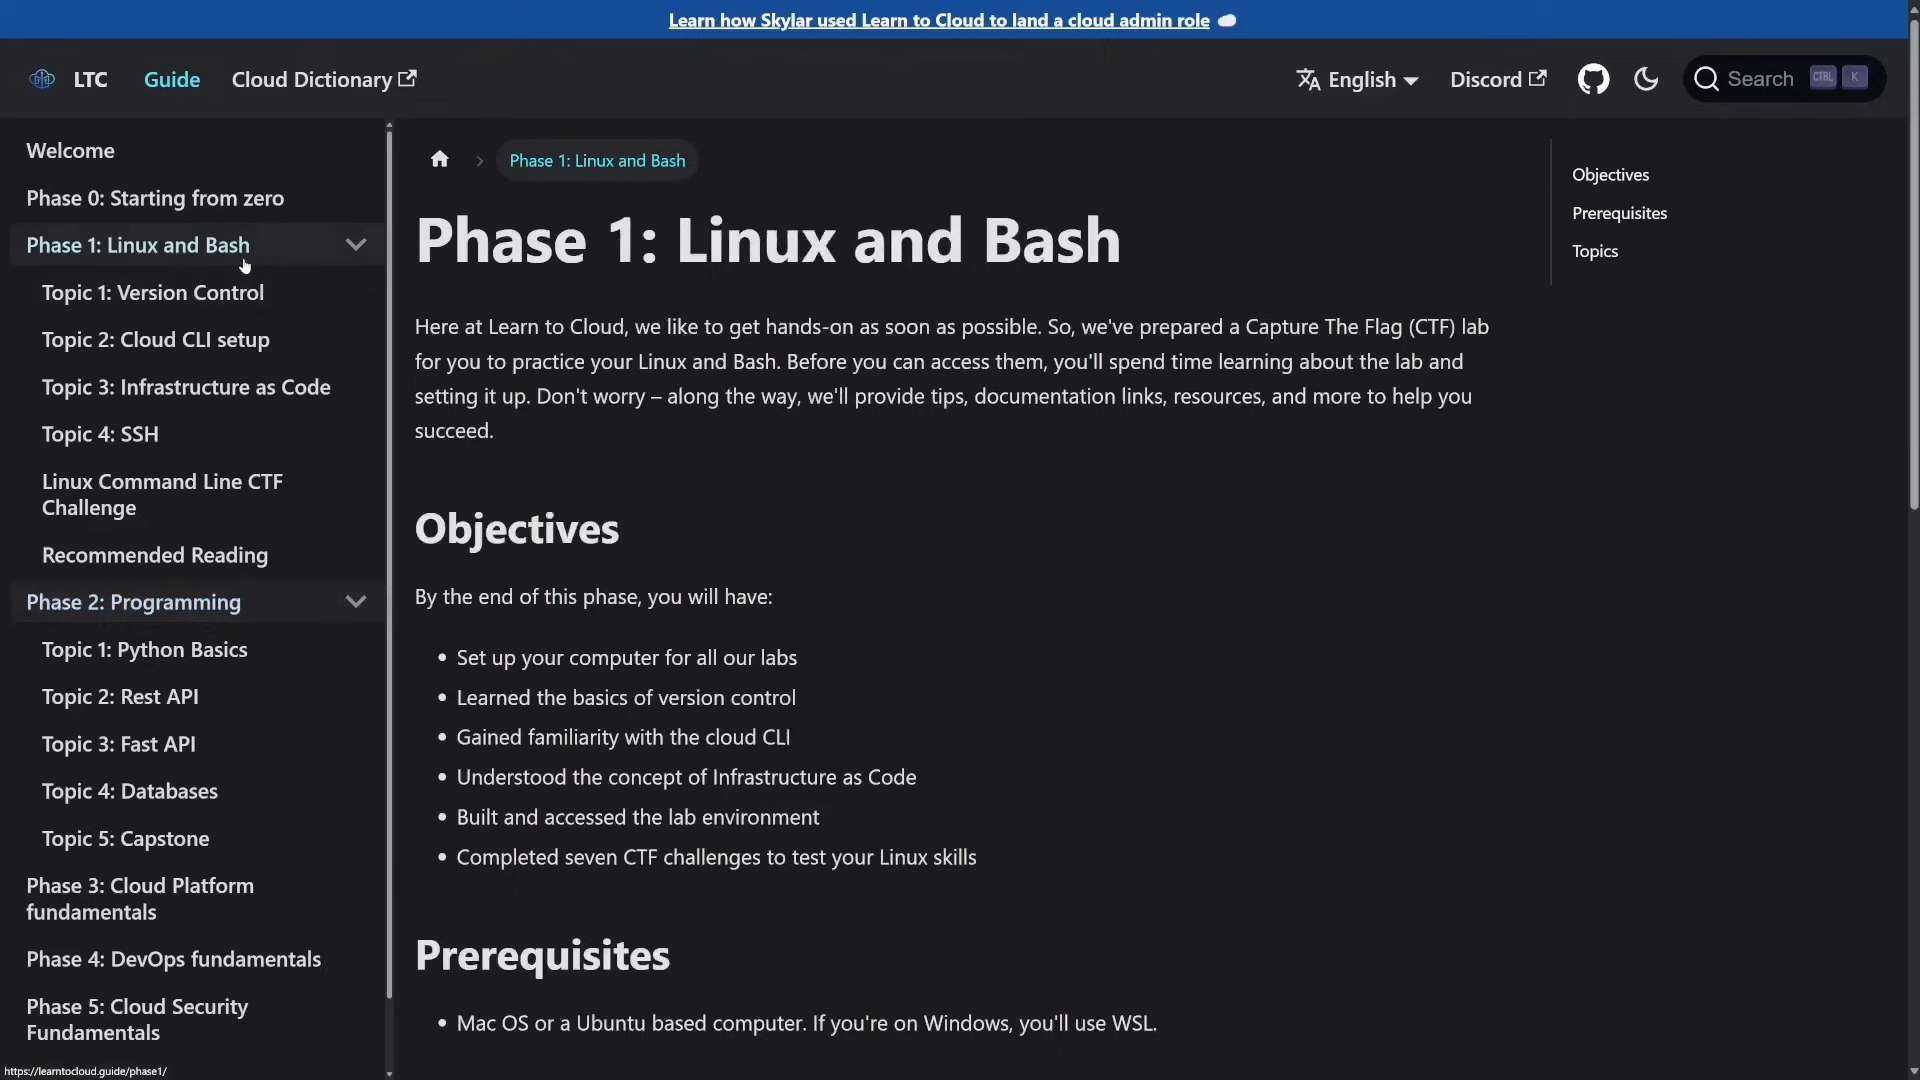 Learn how Skylar used Learn to Cloud to land a cloud admin role
LTC
Guide
Cloud Dictionary
English
Discord
Search
CTRL
K
Welcome
Phase 0: Starting from zero
Phase 1: Linux and Bash
Topic 1: Version Control
Topic 2: Cloud CLI setup
Topic 3: Infrastructure as Code
Topic 4: SSH
Linux Command Line CTF
Challenge
Recommended Reading
Phase 2: Programming
Topic 1: Python Basics
Topic 2: Rest API
Topic 3: Fast API
Topic 4: Databases
Topic 5: Capstone
Phase 3: Cloud Platform
fundamentals
Phase 4: DevOps fundamentals
Phase 5: Cloud Security
Fundamentals
https://learntocloud.guide/phase1/
Phase 1: Linux and Bash
Phase 1: Linux and Bash
Here at Learn to Cloud, we like to get hands-on as soon as possible. So, we've prepared a Capture The Flag (CTF) lab
for you to practice your Linux and Bash. Before you can access them, you'll spend time learning about the lab and
setting it up. Don't worry – along the way, we'll provide tips, documentation links, resources, and more to help you
succeed.
Objectives
By the end of this phase, you will have:
• Set up your computer for all our labs
• Learned the basics of version control
• Gained familiarity with the cloud CLI
• Understood the concept of Infrastructure as Code
• Built and accessed the lab environment
• Completed seven CTF challenges to test your Linux skills
Prerequisites
• Mac OS or a Ubuntu based computer. If you're on Windows, you'll use WSL.
Objectives
Prerequisites
Topics